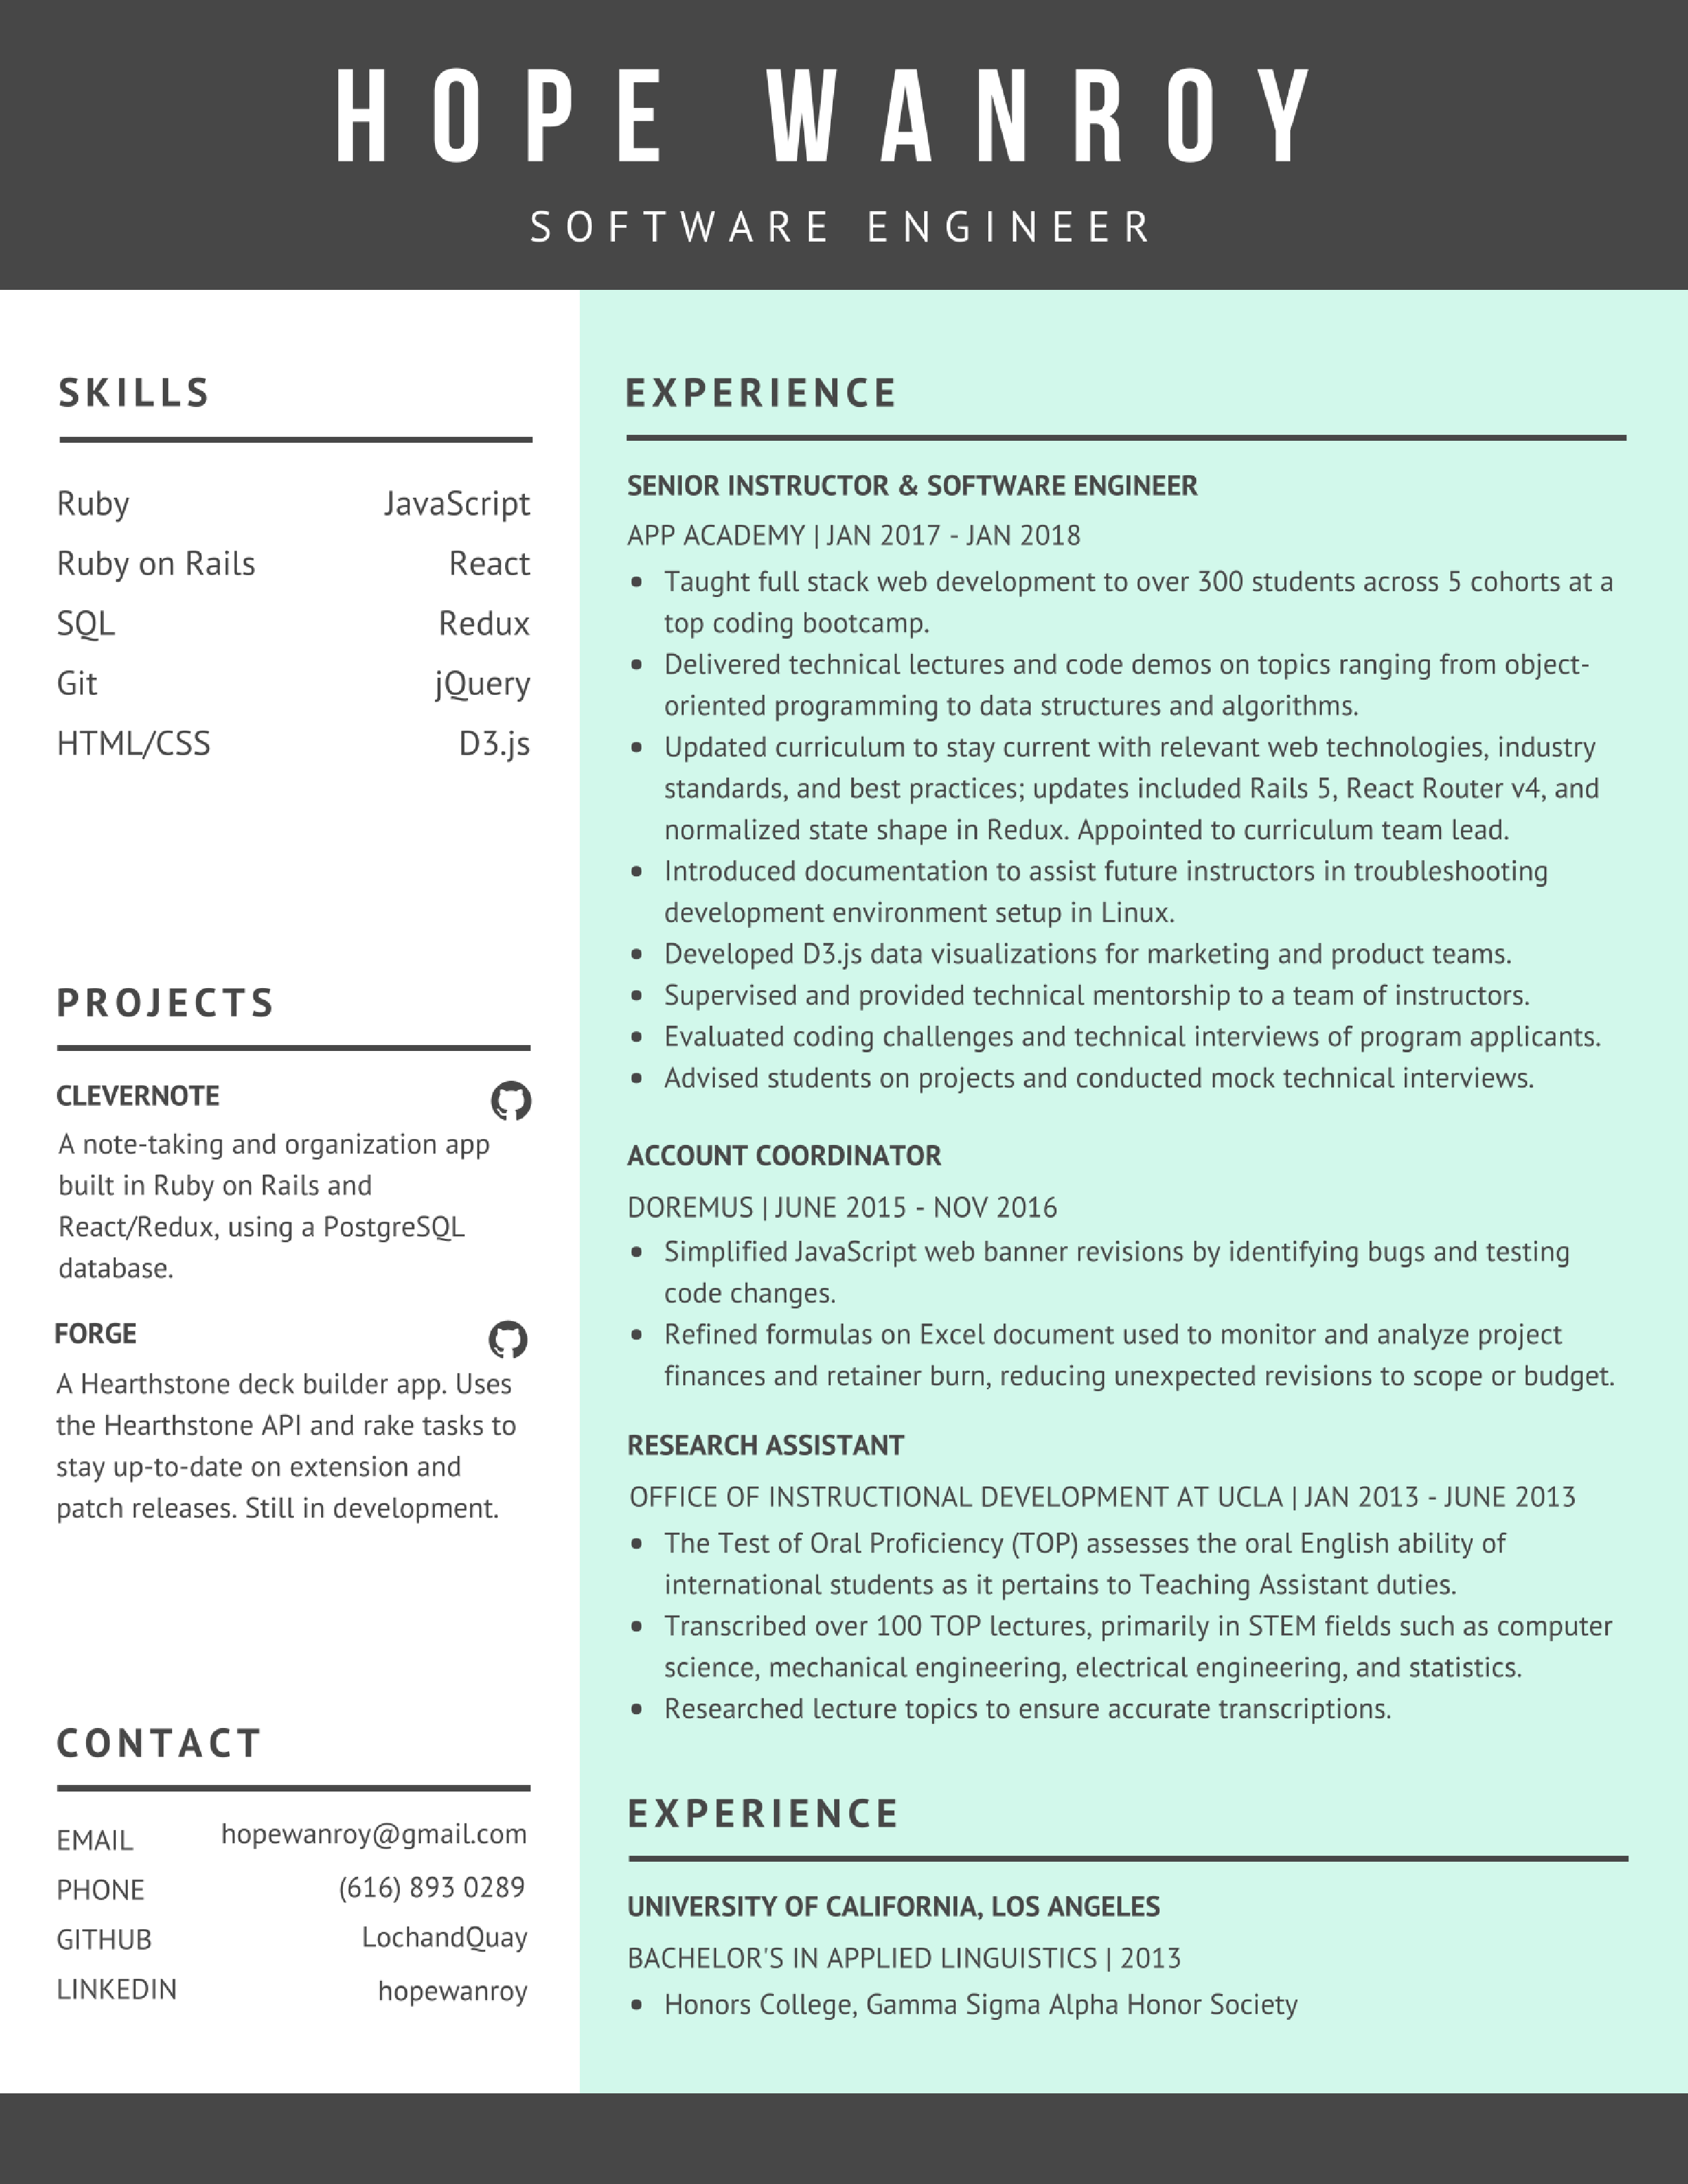 HOPE WANROY
SOFTWARE ENGINEER
SKILLS
Ruby JavaScript
Ruby on Rails React
SQL Redux
Git jQuery
HTML/CSS D3.js
PROJECTS
CLEVERNOTE
A note-taking and organization app
built in Ruby on Rails and
React/Redux, using a PostgreSQL
database.
FORGE
A Hearthstone deck builder app. Uses
the Hearthstone API and rake tasks to
stay up-to-date on extension and
patch releases. Still in development.
CONTACT
EMAIL hopewanroy@gmail.com
PHONE (616) 893 0289
GITHUB LochandQuay
LINKEDIN hopewanroy
EXPERIENCE
SENIOR INSTRUCTOR & SOFTWARE ENGINEER
APP ACADEMY | JAN 2017 - JAN 2018
• Taught full stack web development to over 300 students across 5 cohorts at a
top coding bootcamp.
• Delivered technical lectures and code demos on topics ranging from object-
oriented programming to data structures and algorithms.
• Updated curriculum to stay current with relevant web technologies, industry
standards, and best practices; updates included Rails 5, React Router v4, and
normalized state shape in Redux. Appointed to curriculum team lead.
• Introduced documentation to assist future instructors in troubleshooting
development environment setup in Linux.
• Developed D3.js data visualizations for marketing and product teams.
• Supervised and provided technical mentorship to a team of instructors.
• Evaluated coding challenges and technical interviews of program applicants.
• Advised students on projects and conducted mock technical interviews.
ACCOUNT COORDINATOR
DOREMUS | JUNE 2015 - NOV 2016
• Simplified JavaScript web banner revisions by identifying bugs and testing
code changes.
• Refined formulas on Excel document used to monitor and analyze project
finances and retainer burn, reducing unexpected revisions to scope or budget.
RESEARCH ASSISTANT
OFFICE OF INSTRUCTIONAL DEVELOPMENT AT UCLA | JAN 2013 - JUNE 2013
• The Test of Oral Proficiency (TOP) assesses the oral English ability of
international students as it pertains to Teaching Assistant duties.
• Transcribed over 100 TOP lectures, primarily in STEM fields such as computer
science, mechanical engineering, electrical engineering, and statistics.
• Researched lecture topics to ensure accurate transcriptions.
EXPERIENCE
UNIVERSITY OF CALIFORNIA, LOS ANGELES
BACHELOR'S IN APPLIED LINGUISTICS | 2013
• Honors College, Gamma Sigma Alpha Honor Society